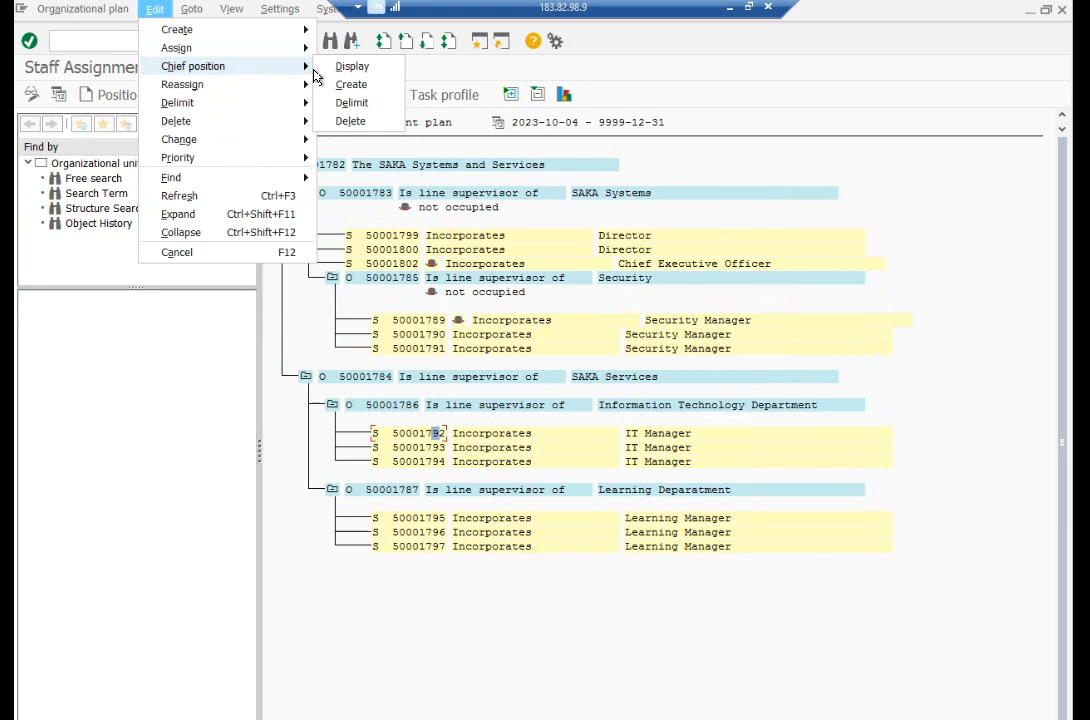 Organizational plan Edit Goto View Settings Sys 183.82.98.9
Create
Assign
Staff Assignmen Chief position Display
Reassign Create
Positio Delimit Delimit Task profile
Delete Delete
Change nt plan 2023-10-04 - 9999-12-31
Find by
Priority
Organizational uni 1782 The SAKA Systems and Services
Free search Find
Search Term Refresh Ctrl+F3 O 50001783 Is line supervisor of SAKA Systems
Structure Searc Expand Ctrl+Shift+F11 not occupied
Object History Collapse Ctrl+Shift+F12
S 50001799 Incorporates Director
Cancel F12 S 50001800 Incorporates Director
S 50001802 Incorporates Chief Executive Officer
O 50001785 Is line supervisor of Security
not occupied
S 50001789 Incorporates Security Manager
S 50001790 Incorporates Security Manager
S 50001791 Incorporates Security Manager
O 50001784 Is line supervisor of SAKA Services
O 50001786 Is line supervisor of Information Technology Department
S 50001792 Incorporates IT Manager
S 50001793 Incorporates IT Manager
S 50001794 Incorporates IT Manager
O 50001787 Is line supervisor of Learning Deparatment
S 50001795 Incorporates Learning Manager
S 50001796 Incorporates Learning Manager
S 50001797 Incorporates Learning Manager